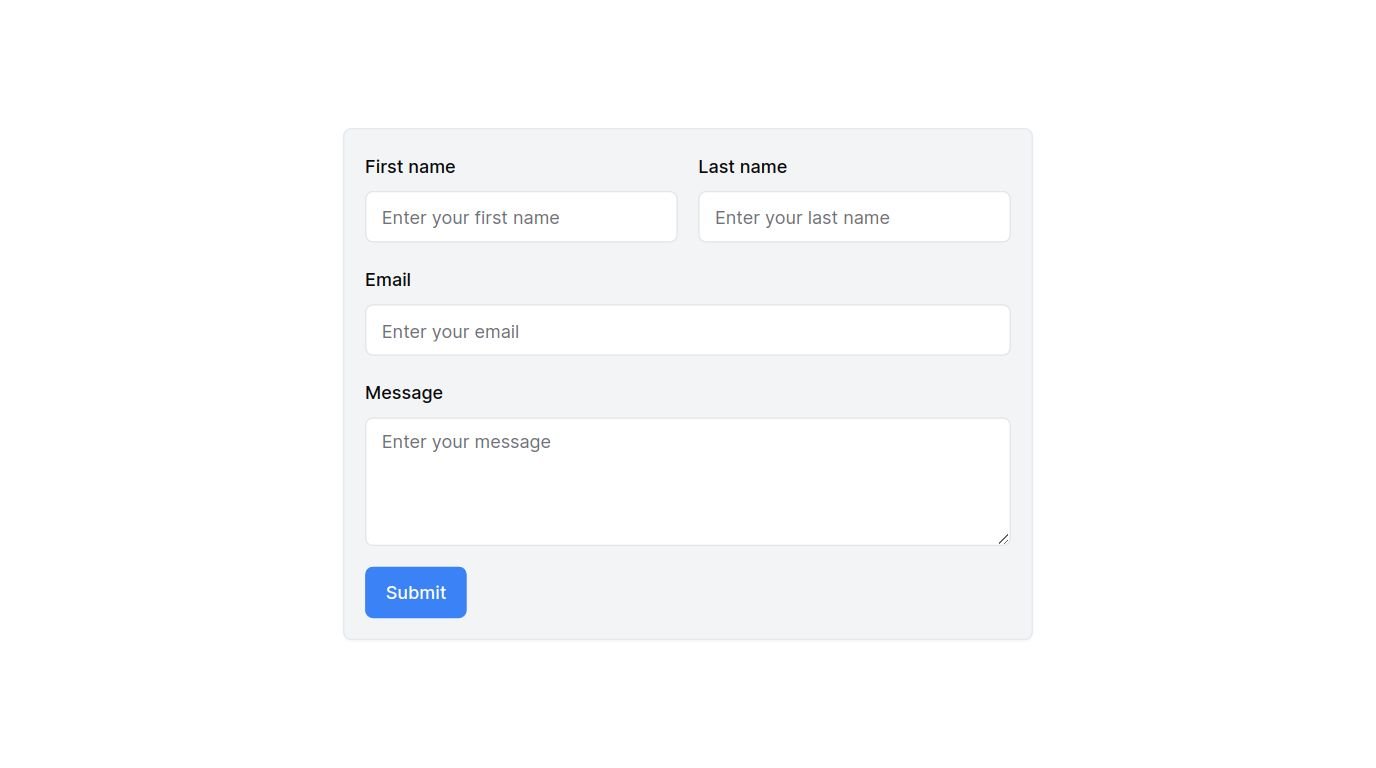 First name
Last name
Enter your first name
Enter your last name
Email
Enter your email
Message
Enter your message
Submit